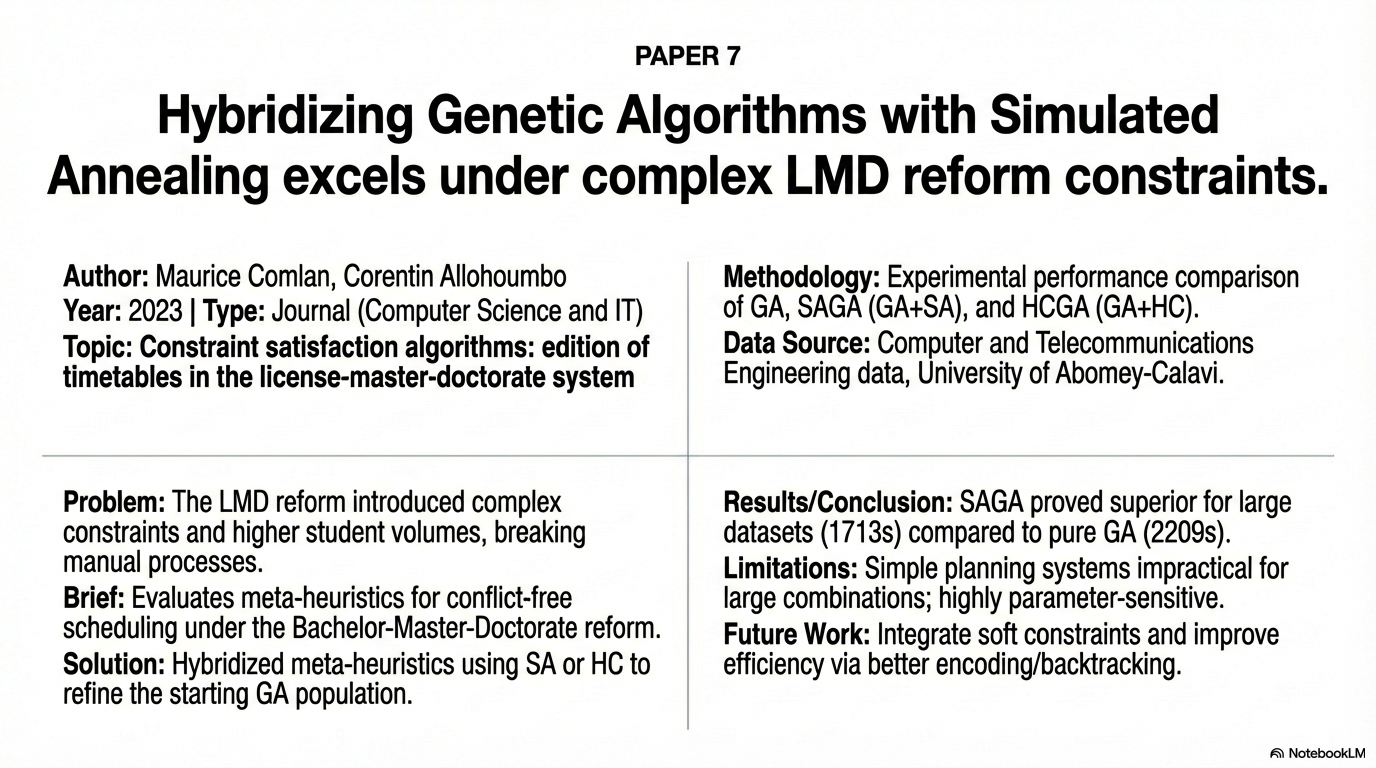 PAPER 7
Hybridizing Genetic Algorithms with Simulated
Annealing excels under complex LMD reform constraints.
Author: Maurice Comlan, Corentin Allohoumbo
Year: 2023 | Type: Journal (Computer Science and IT)
Topic: Constraint satisfaction algorithms: edition of
timetables in the license-master-doctorate system
Methodology: Experimental performance comparison
of GA, SAGA (GA+SA), and HCGA (GA+HC).
Data Source: Computer and Telecommunications
Engineering data, University of Abomey-Calavi.
Problem: The LMD reform introduced complex
constraints and higher student volumes, breaking
manual processes.
Brief: Evaluates meta-heuristics for conflict-free
scheduling under the Bachelor-Master-Doctorate reform.
Solution: Hybridized meta-heuristics using SA or HC to
refine the starting GA population.
Results/Conclusion: SAGA proved superior for large
datasets (1713s) compared to pure GA (2209s).
Limitations: Simple planning systems impractical for
large combinations; highly parameter-sensitive.
Future Work: Integrate soft constraints and improve
efficiency via better encoding/backtracking.
NotebookLM